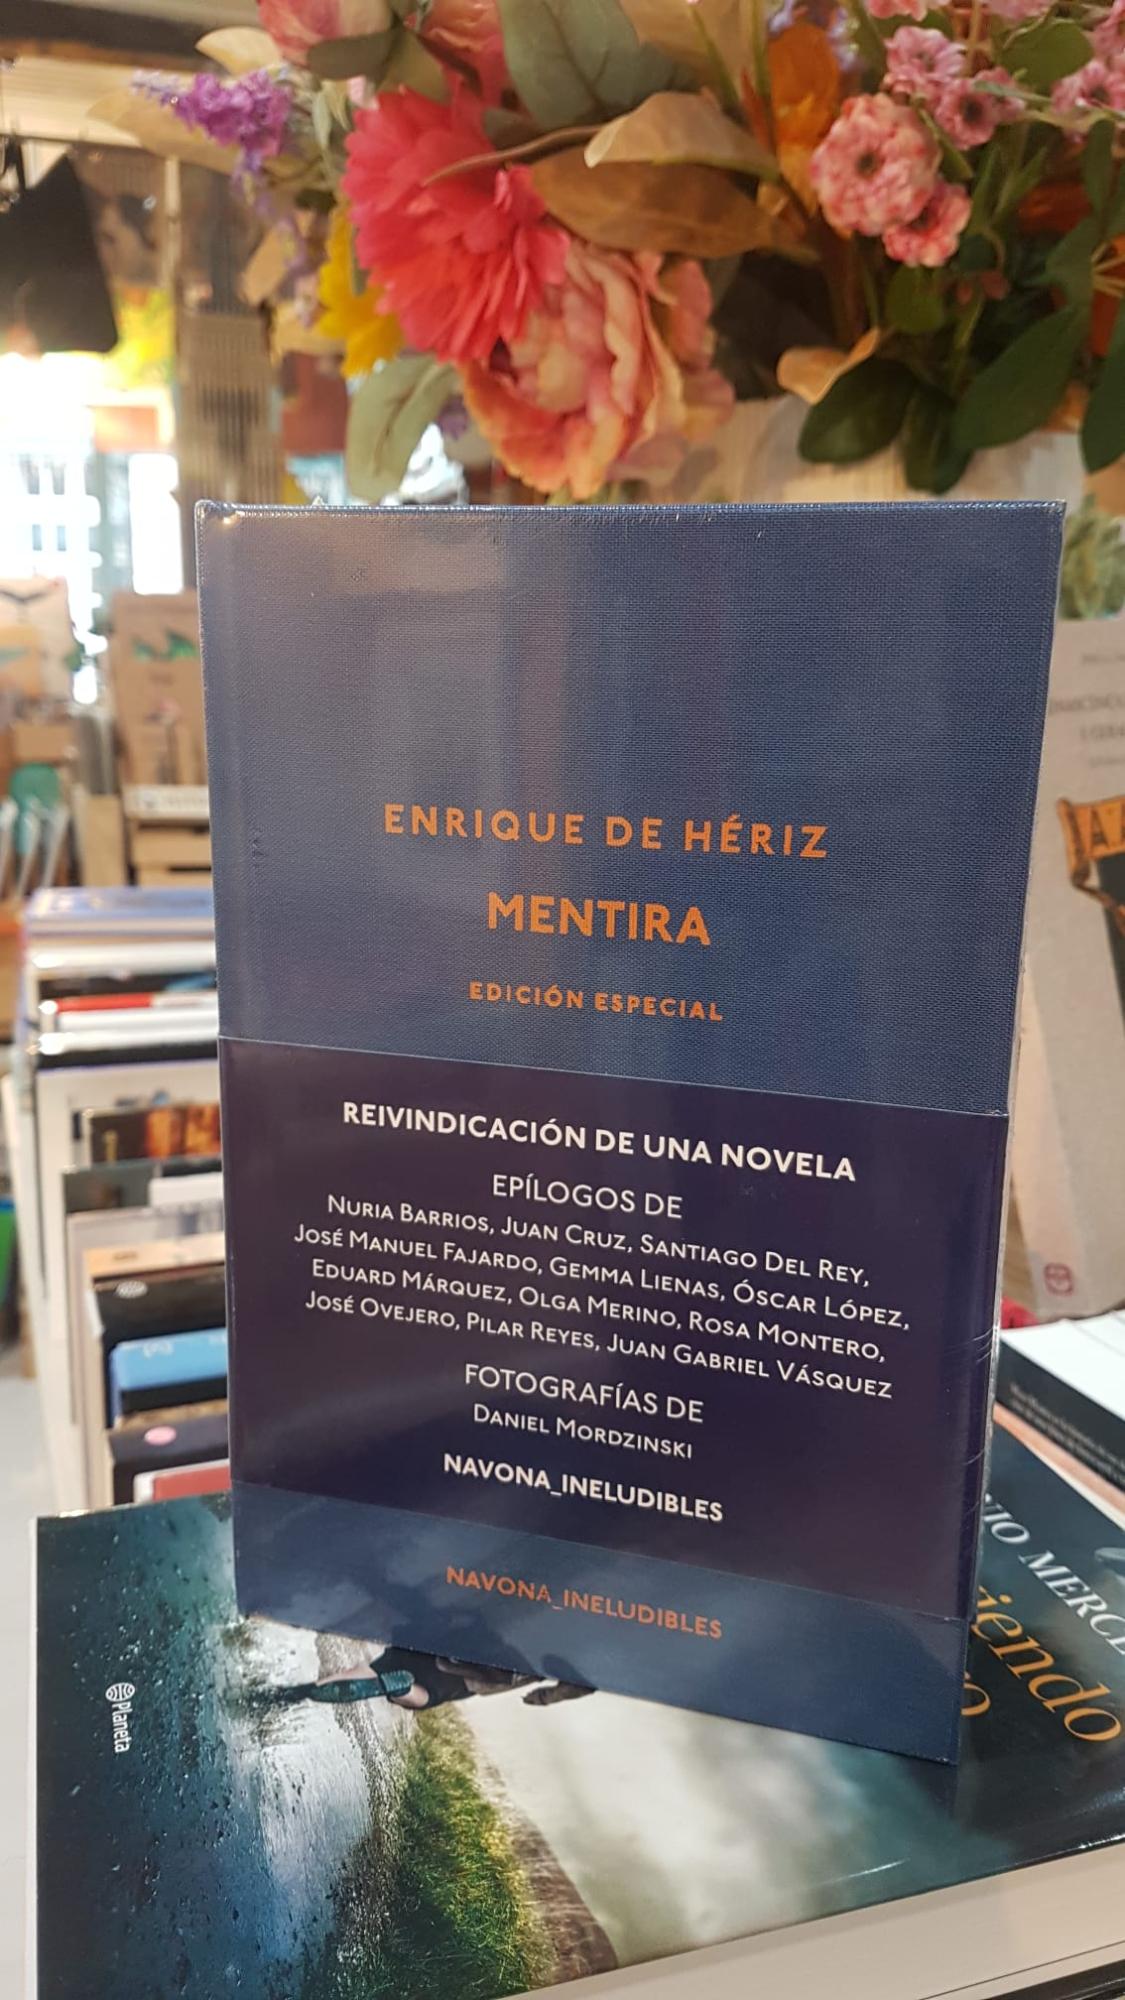 ENRIQUE DE HÉRIZ
MENTIRA
EDICIÓN ESPECIAL
REIVINDICACIÓN DE UNA NOVELA
EPÍLOGOS DE
NURIA BARRIOS, JUAN CRUZ, SANTIAGO DEL REY,
JOSÉ MANUEL FAJARDO, GEMMA LIENAS, ÓSCAR LÓPEZ,
EDUARD MÁRQUEZ, OLGA MERINO, ROSA MONTERO,
JOSÉ OVEJERO, PILAR REYES, JUAN GABRIEL VÁSQUEZ
FOTOGRAFÍAS DE
DANIEL MORDZINSKI
NAVONA_INELUDIBLES
NAVONA_INELUDIBLES
Planeta